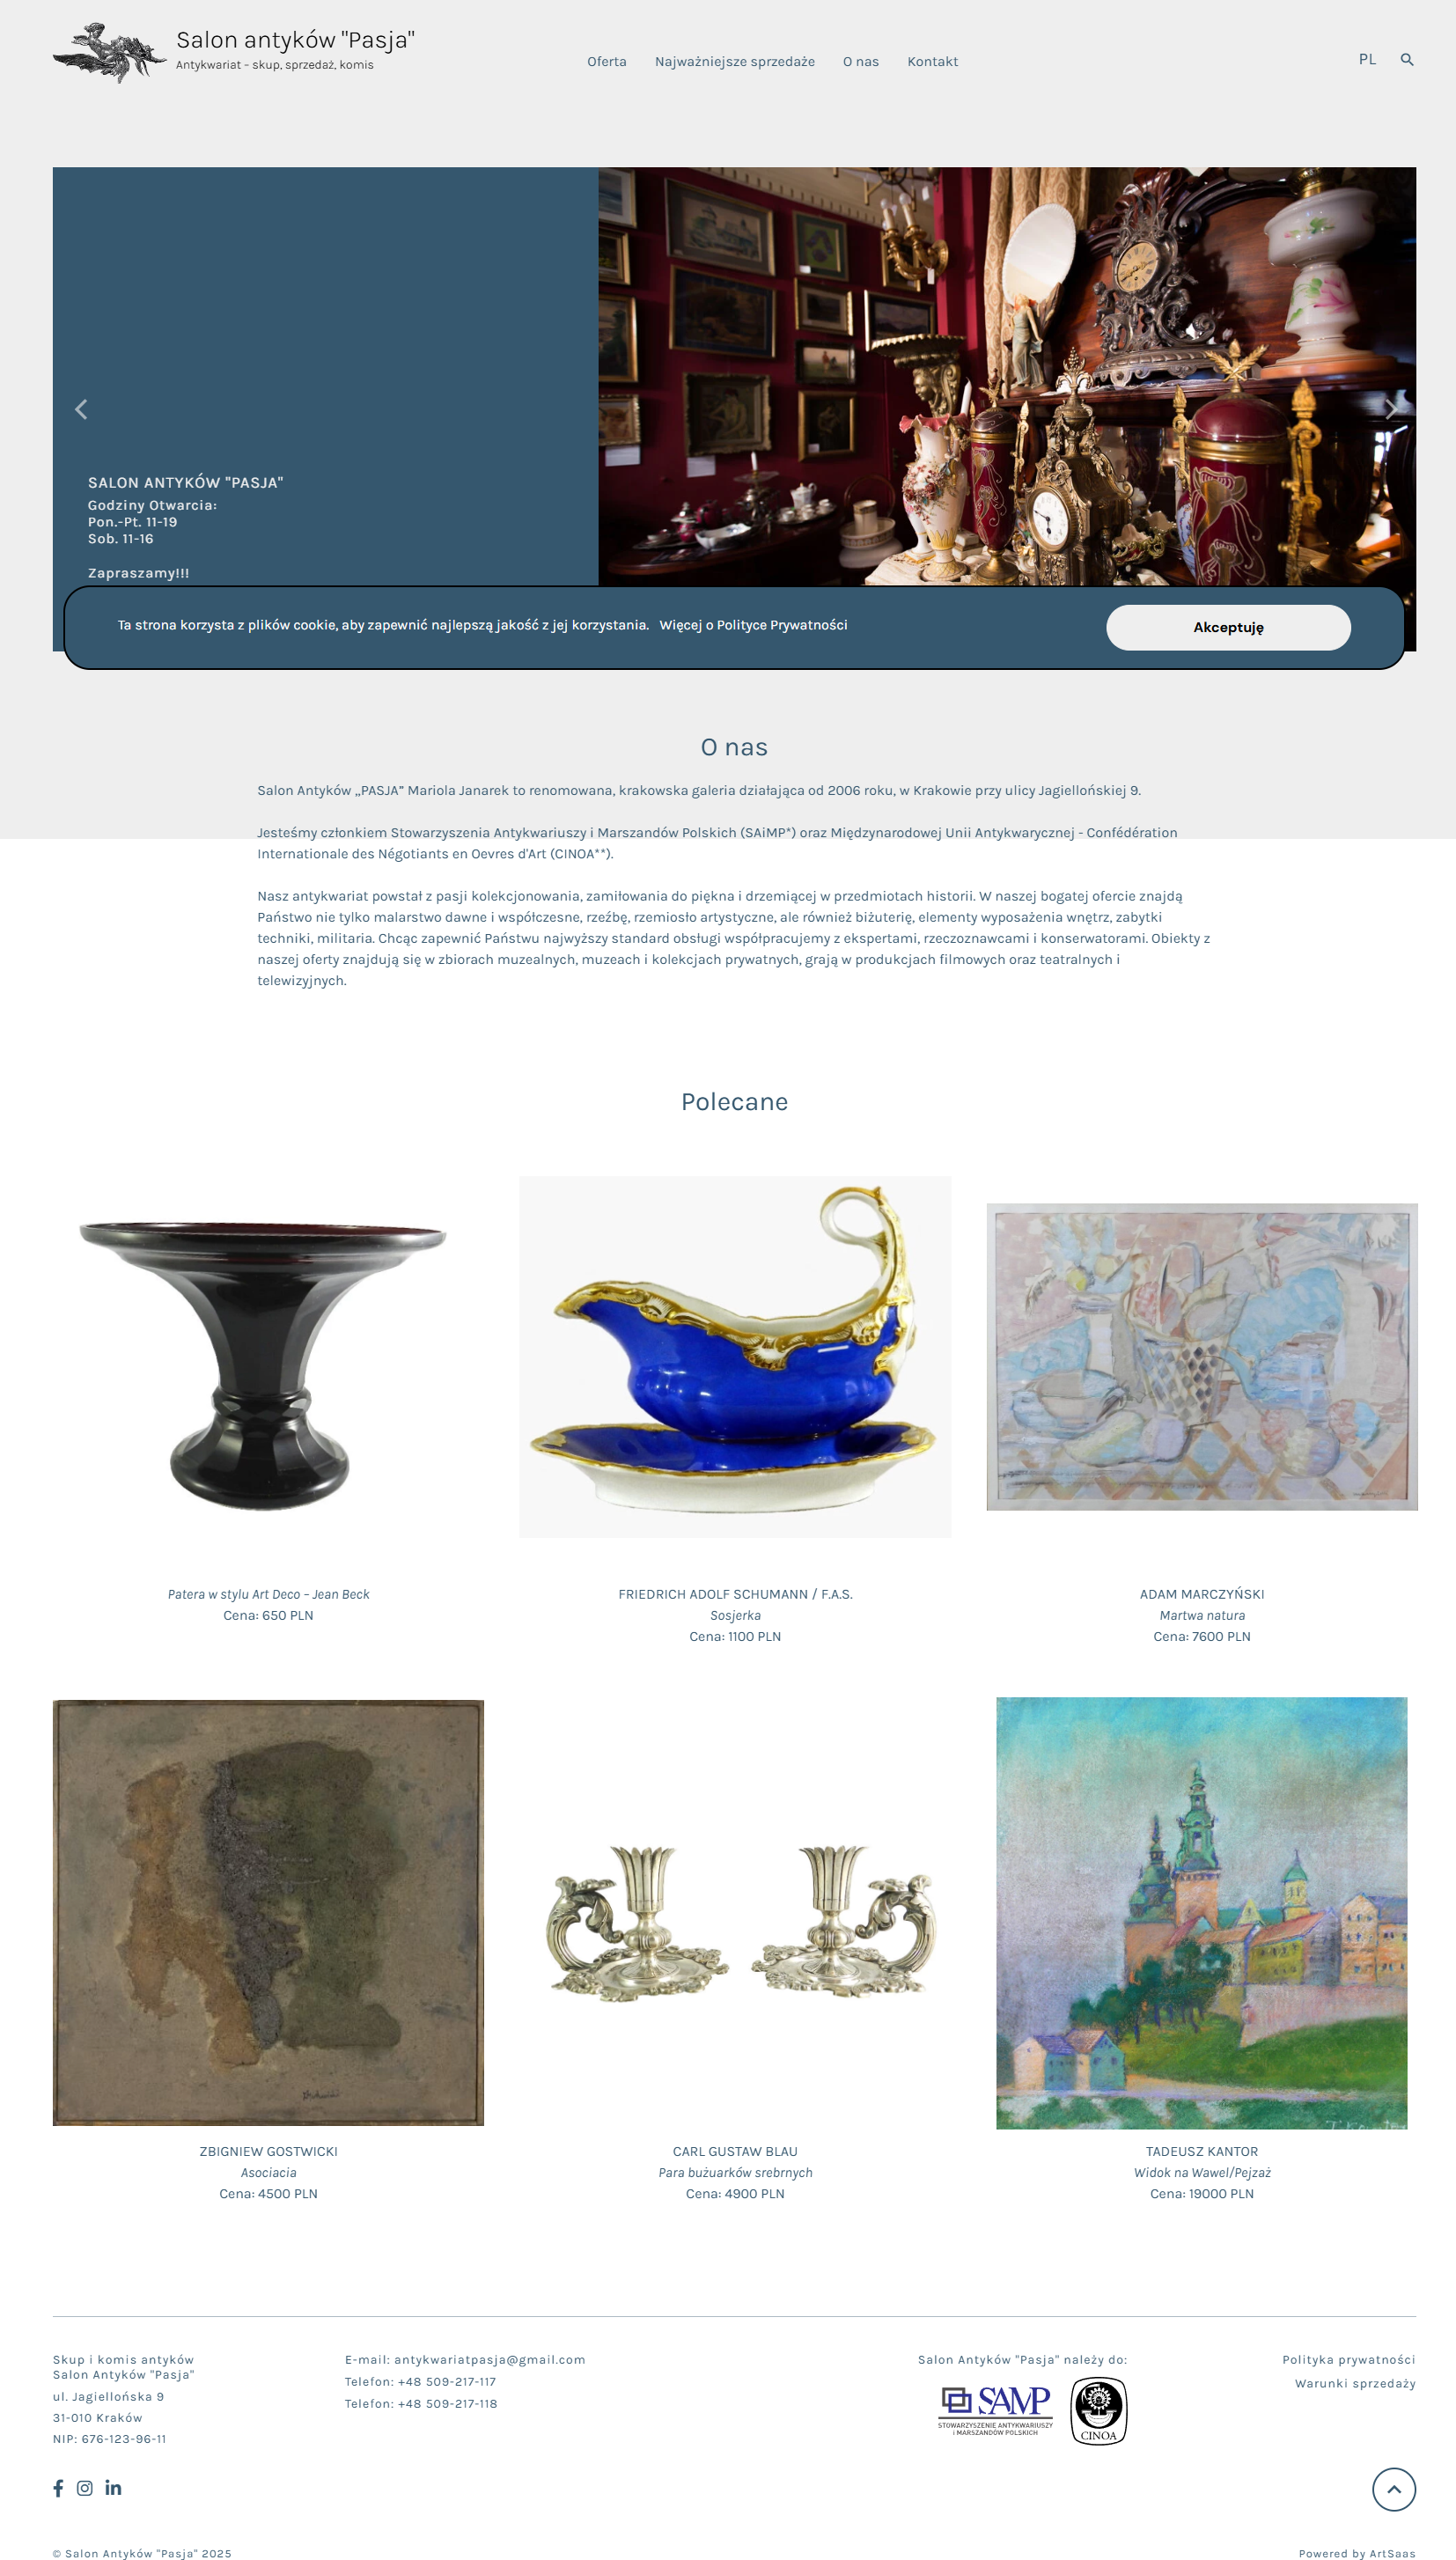 Salon antyków "Pasja"
Antykwariat - skup, sprzedaż, komis
Oferta
Najważniejsze sprzedaże
O nas
Kontakt
PL
SALON ANTYKÓW "PASJA"
Godziny Otwarcia:
Pon.-Pt. 11-19
Sob. 11-16
Zapraszamy!!!
Ta strona korzysta z plików cookie, aby zapewnić najlepszą jakość z jej korzystania. Więcej o Polityce Prywatności
Akceptuję
O nas
Salon Antyków „PASJA” Mariola Janarek to renomowana, krakowska galeria działająca od 2006 roku, w Krakowie przy ulicy Jagiellońskiej 9.
Jesteśmy członkiem Stowarzyszenia Antykwariuszy i Marszandów Polskich (SAiMP*) oraz Międzynarodowej Unii Antykwarycznej - Confédération
Internationale des Négotiants en Oevres d'Art (CINOA**).
Nasz antykwariat powstał z pasji kolekcjonowania, zamiłowania do piękna i drzemiącej w przedmiotach historii. W naszej bogatej ofercie znajdą
Państwo nie tylko malarstwo dawne i współczesne, rzeźbę, rzemiosło artystyczne, ale również biżuterię, elementy wyposażenia wnętrz, zabytki
techniki, militaria. Chcąc zapewnić Państwu najwyższy standard obsługi współpracujemy z ekspertami, rzeczoznawcami i konserwatorami. Obiekty z
naszej oferty znajdują się w zbiorach muzealnych, muzeach i kolekcjach prywatnych, grają w produkcjach filmowych oraz teatralnych i
telewizyjnych.
Polecane
Patera w stylu Art Deco – Jean Beck
Cena: 650 PLN
FRIEDRICH ADOLF SCHUMANN / F.A.S.
Sosjerka
Cena: 1100 PLN
ADAM MARCZYŃSKI
Martwa natura
Cena: 7600 PLN
ZBIGNIEW GOSTWICKI
Asociacia
Cena: 4500 PLN
CARL GUSTAW BLAU
Para bużuarków srebrnych
Cena: 4900 PLN
TADEUSZ KANTOR
Widok na Wawel/Pejzaż
Cena: 19000 PLN
Skup i komis antyków
Salon Antyków "Pasja"
ul. Jagiellońska 9
31-010 Kraków
NIP: 676-123-96-11
E-mail: antykwariatpasja@gmail.com
Telefon: +48 509-217-117
Telefon: +48 509-217-118
Salon Antyków "Pasja" należy do:
SAMP
STOWARZYSZENIE ANTYKWARIUSZY
i MARSZANDÓW POLSKICH
CINOA
Polityka prywatności
Warunki sprzedaży
© Salon Antyków "Pasja" 2025
Powered by ArtSaas